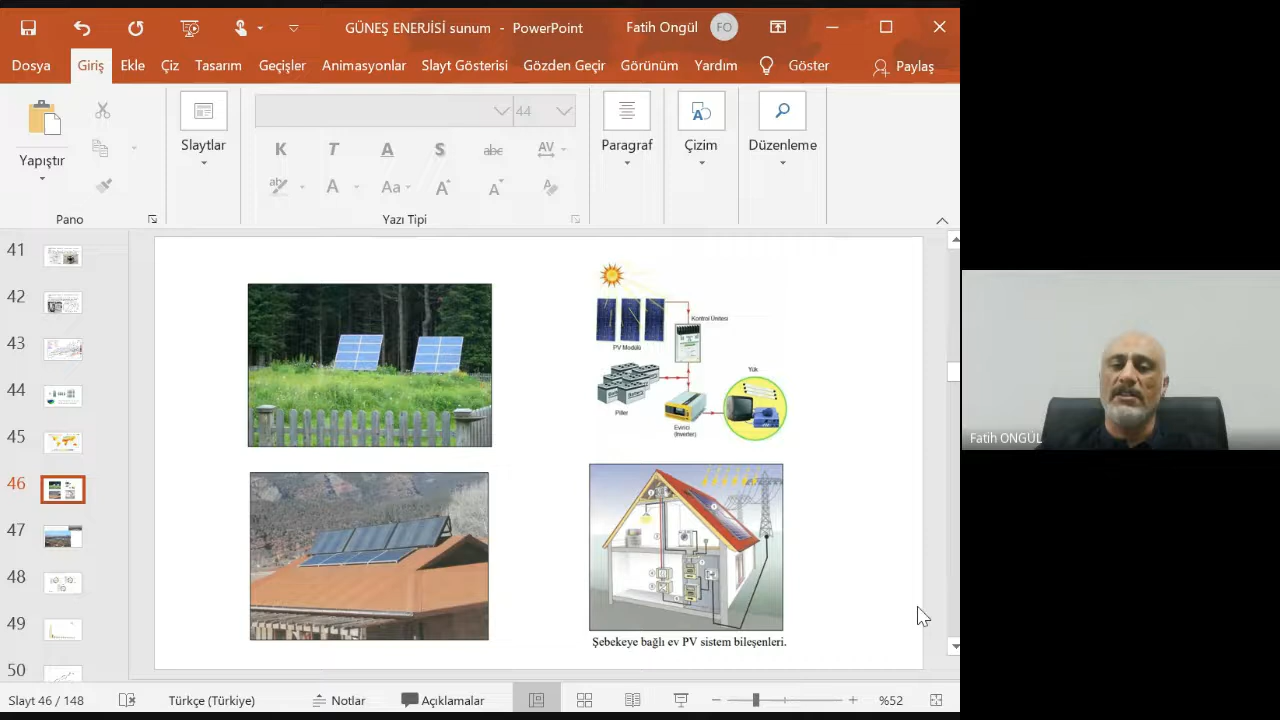 GÜNEŞ ENERJİSİ sunum - PowerPoint
Fatih Ongül
FO
Dosya
Giriş
Ekle
Çiz
Tasarım
Geçişler
Animasyonlar
Slayt Gösterisi
Gözden Geçir
Görünüm
Yardım
Göster
Paylaş
Yapıştır
Slaytlar
44
K T A S abc AV
aby A Aa A A A
Paragraf
Çizim
Düzenleme
Pano
Yazı Tipi
41
42
43
44
45
46
47
48
49
50
Kontrol Ünitesi
PV Modülü
Yük
Piller
Evirici
(Inverter)
Şebekeye bağlı ev PV sistem bileşenleri.
Fatih ONGÜL
Slayt 46 / 148
Türkçe (Türkiye)
Notlar
Açıklamalar
%52